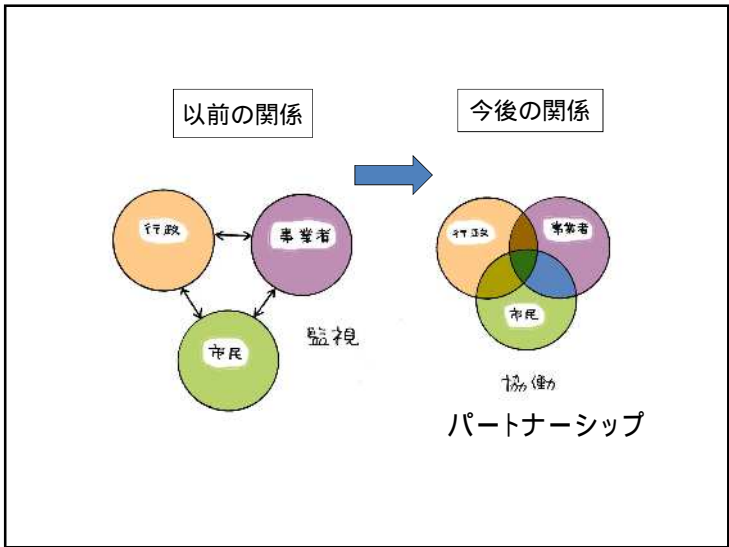 以前の関係
今後の関係
行政
事業者
市民
監視
行政
事業者
市民
協働
パートナーシップ